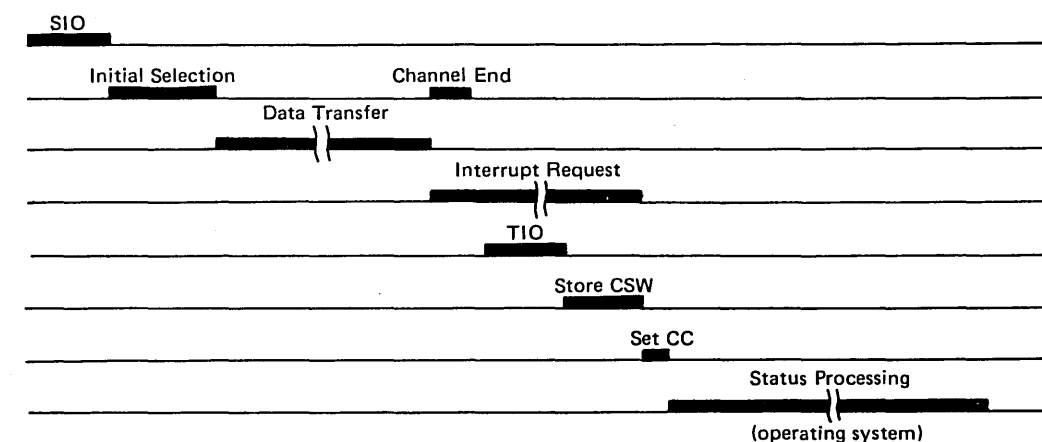 SIO
Initial Selection
Channel End
Data Transfer
Interrupt Request
TIO
Store CSW
Set CC
Status Processing
(operating system)